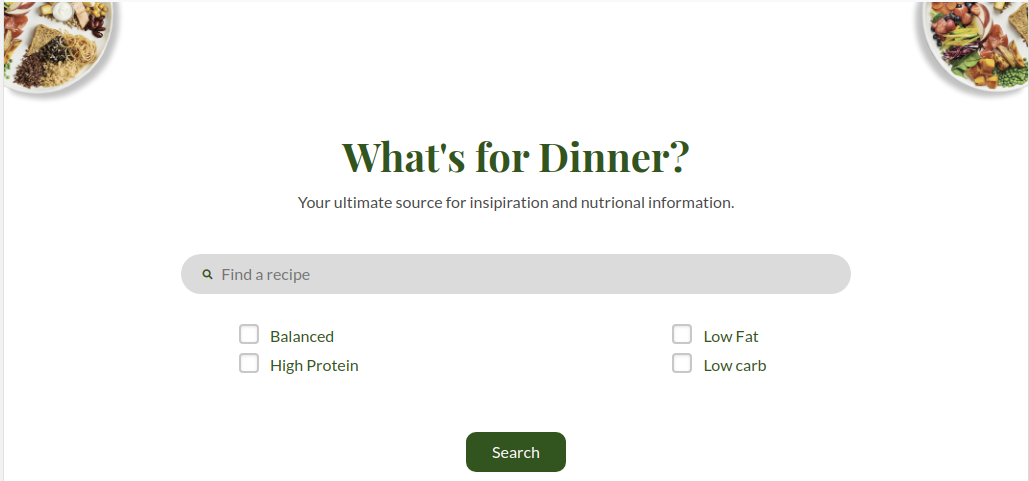 What's for Dinner?
Your ultimate source for insipiration and nutrional information.
Find a recipe
Balanced
Low Fat
High Protein
Low carb
Search